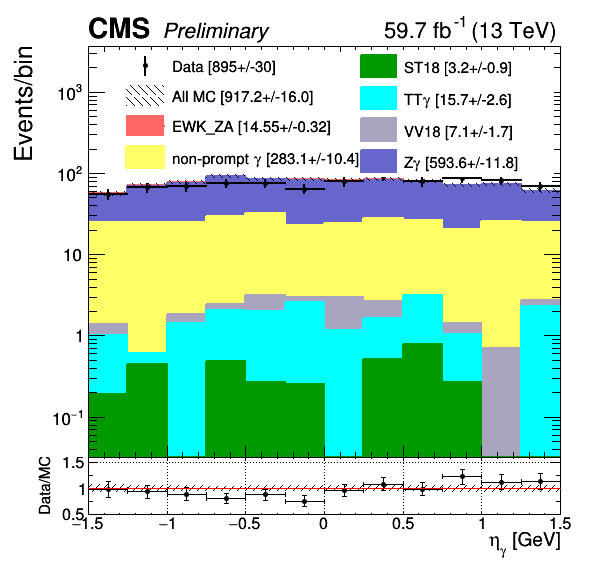 CMS Preliminary 59.7 fb⁻¹ (13 TeV)
Events/bin
Data [895+/-30]
All MC [917.2+/-16.0]
EWK_ZA [14.55+/-0.32]
non-prompt γ [283.1+/-10.4]
ST18 [3.2+/-0.9]
TTγ [15.7+/-2.6]
VV18 [7.1+/-1.7]
Zγ [593.6+/-11.8]
10³
10²
10
1
10⁻¹
Data/MC
1.5
1
0.5
−1.5 −1 −0.5 0 0.5 1 1.5
ηγ [GeV]